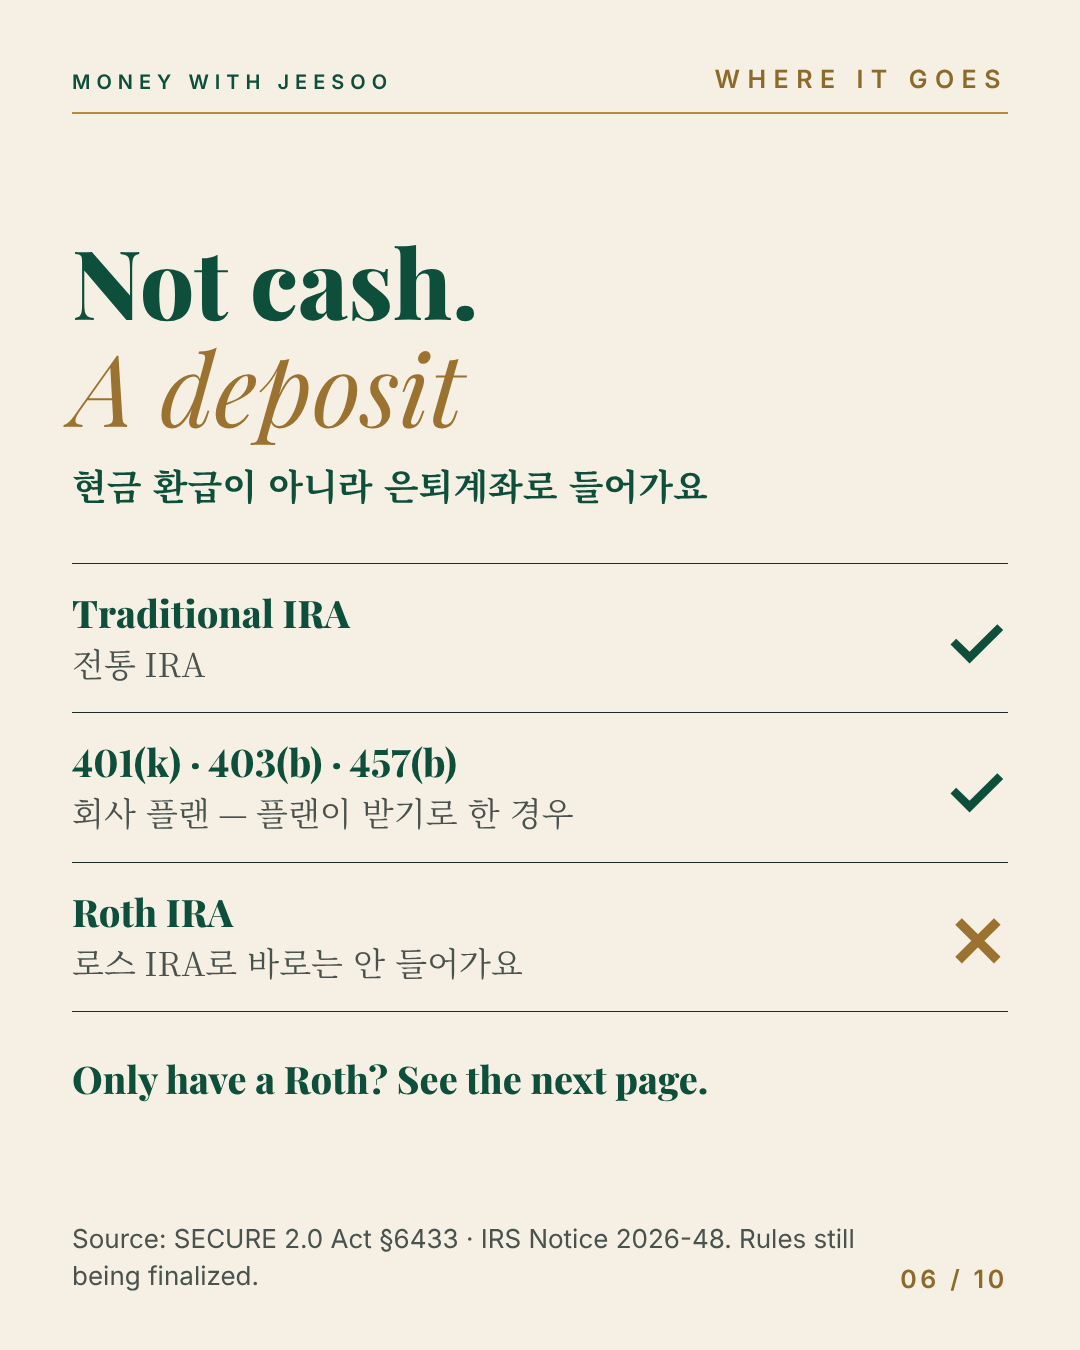 MONEY WITH JEESOO
WHERE IT GOES
Not cash.
A deposit
현금 환급이 아니라 은퇴계좌로 들어가요
Traditional IRA
전통 IRA
401(k) · 403(b) · 457(b)
회사 플랜 — 플랜이 받기로 한 경우
Roth IRA
로스 IRA로 바로는 안 들어가요
Only have a Roth? See the next page.
Source: SECURE 2.0 Act §6433 · IRS Notice 2026-48. Rules still
being finalized.
06 / 10